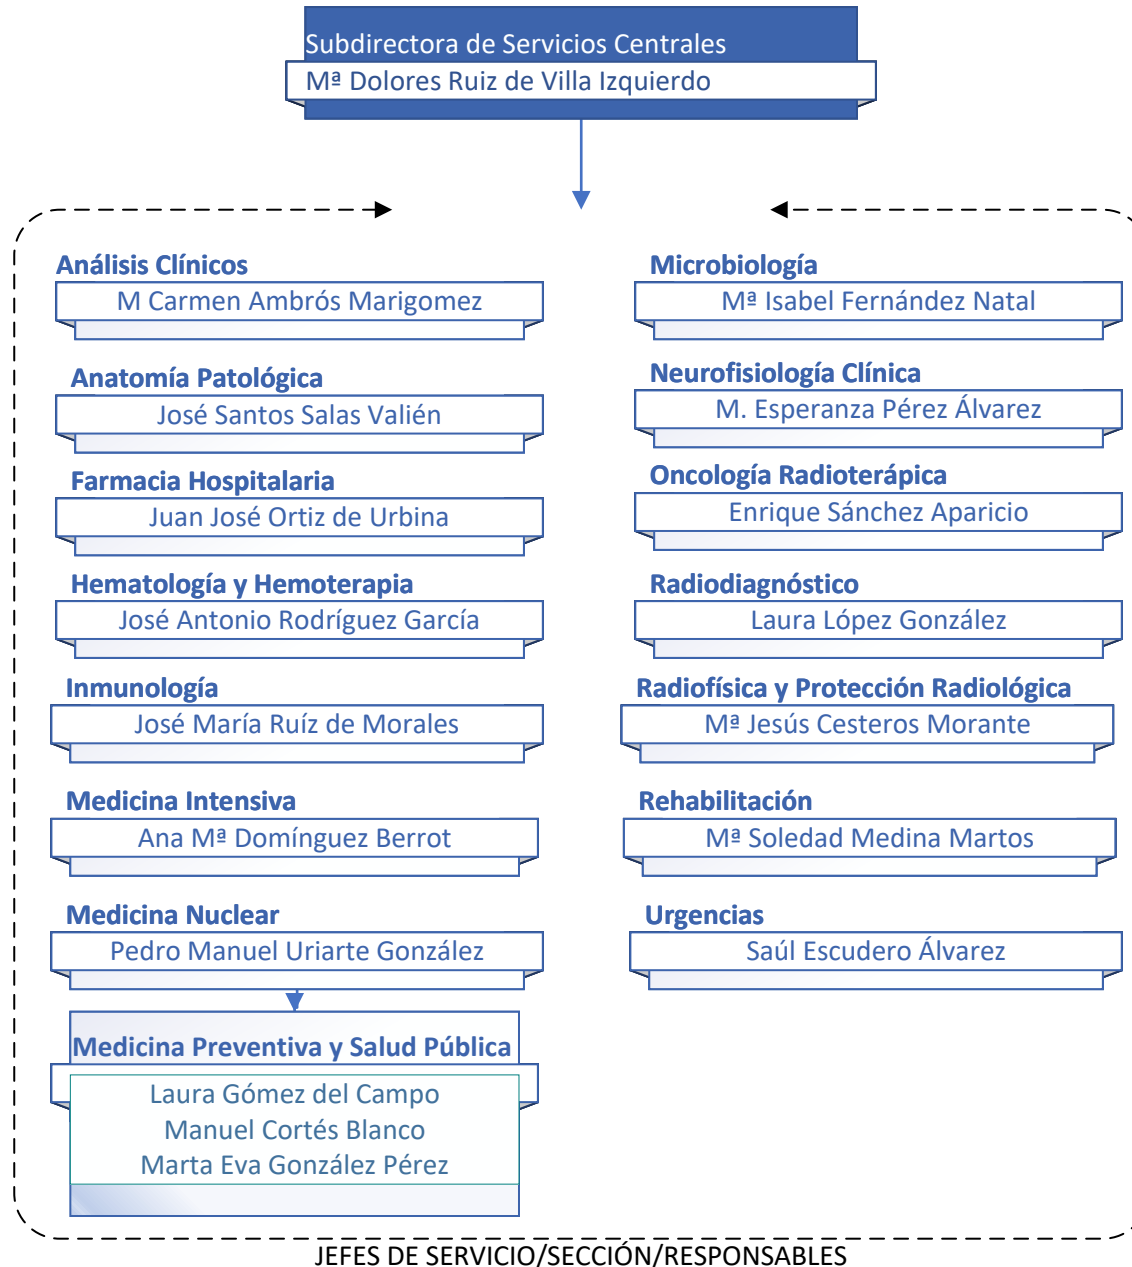 Subdirectora de Servicios Centrales
Mª Dolores Ruiz de Villa Izquierdo
Análisis Clínicos
M Carmen Ambrós Marigomez
Anatomía Patológica
José Santos Salas Valién
Farmacia Hospitalaria
Juan José Ortiz de Urbina
Hematología y Hemoterapia
José Antonio Rodríguez García
Inmunología
José María Ruíz de Morales
Medicina Intensiva
Ana Mª Domínguez Berrot
Medicina Nuclear
Pedro Manuel Uriarte González
Medicina Preventiva y Salud Pública
Laura Gómez del Campo
Manuel Cortés Blanco
Marta Eva González Pérez
Microbiología
Mª Isabel Fernández Natal
Neurofisiología Clínica
M. Esperanza Pérez Álvarez
Oncología Radioterápica
Enrique Sánchez Aparicio
Radiodiagnóstico
Laura López González
Radiofísica y Protección Radiológica
Mª Jesús Cesteros Morante
Rehabilitación
Mª Soledad Medina Martos
Urgencias
Saúl Escudero Álvarez
JEFES DE SERVICIO/SECCIÓN/RESPONSABLES